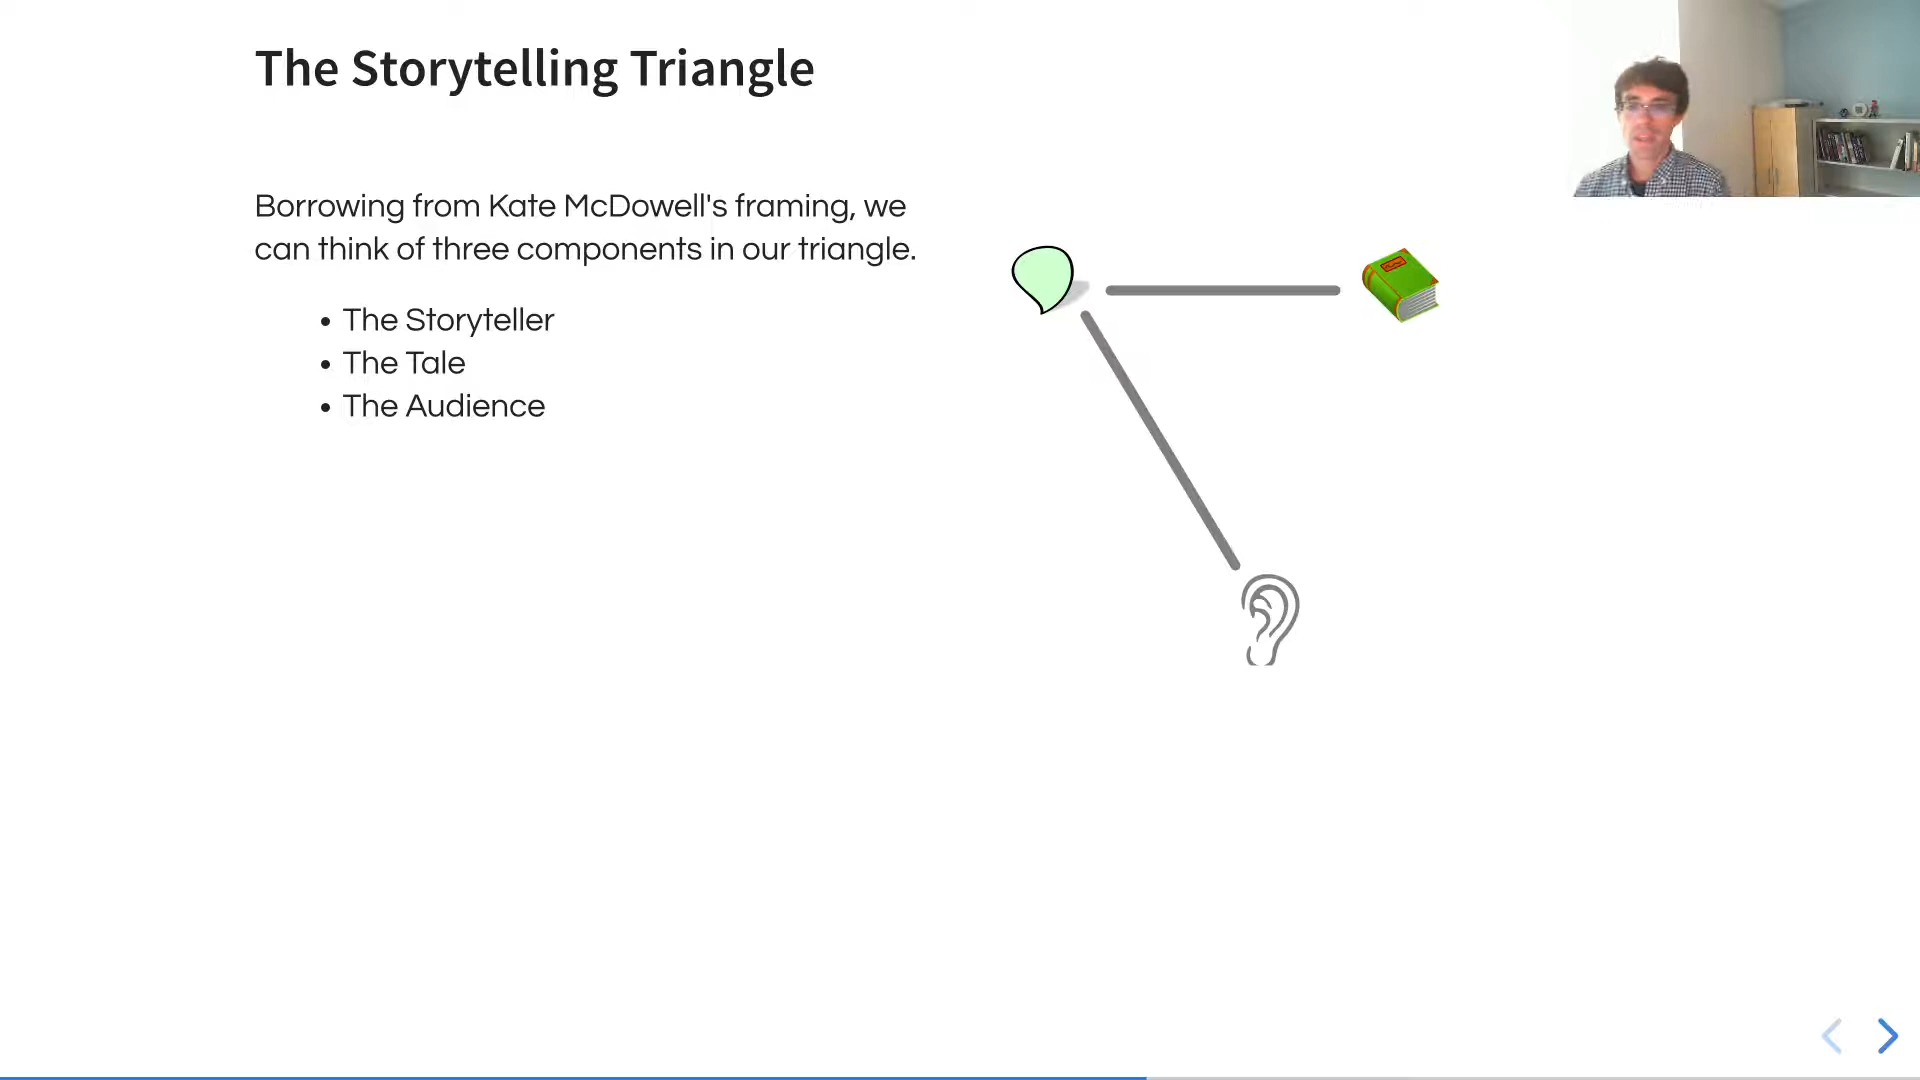 The Storytelling Triangle
Borrowing from Kate McDowell's framing, we
can think of three components in our triangle.
• The Storyteller
• The Tale
• The Audience